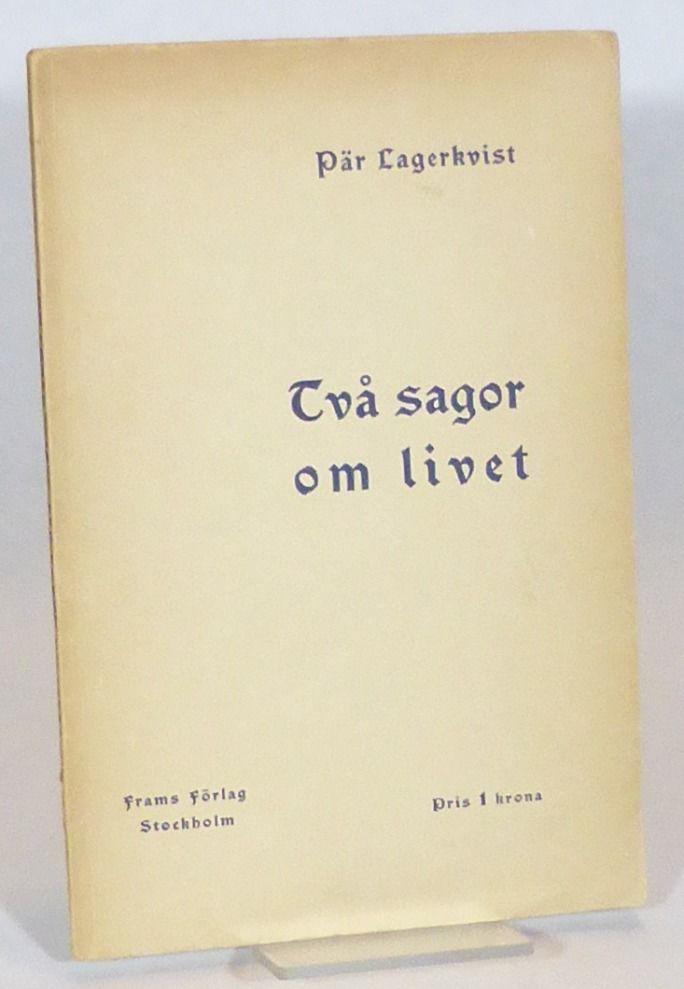 Pär Lagerkvist
Två sagor
om livet
Frams Förlag
Stockholm
Pris 1 krona